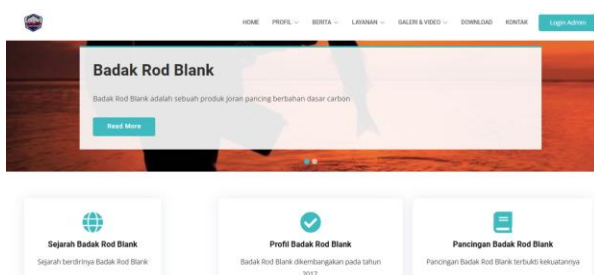 HOME PROFIL BERITA LAYANAN GALERI & VIDEO DOWNLOAD KONTAK Login Admin
Badak Rod Blank
Badak Rod Blank adalah sebuah produk joran pancing berbahan dasar carbon
Read More
Sejarah Badak Rod Blank
Sejarah berdirinya Badak Rod Blank
Profil Badak Rod Blank
Badak Rod Blank dikembangakan pada tahun
2017
Pancingan Badak Rod Blank
Pancingan Badak Rod Blank terbukti kekuatannya